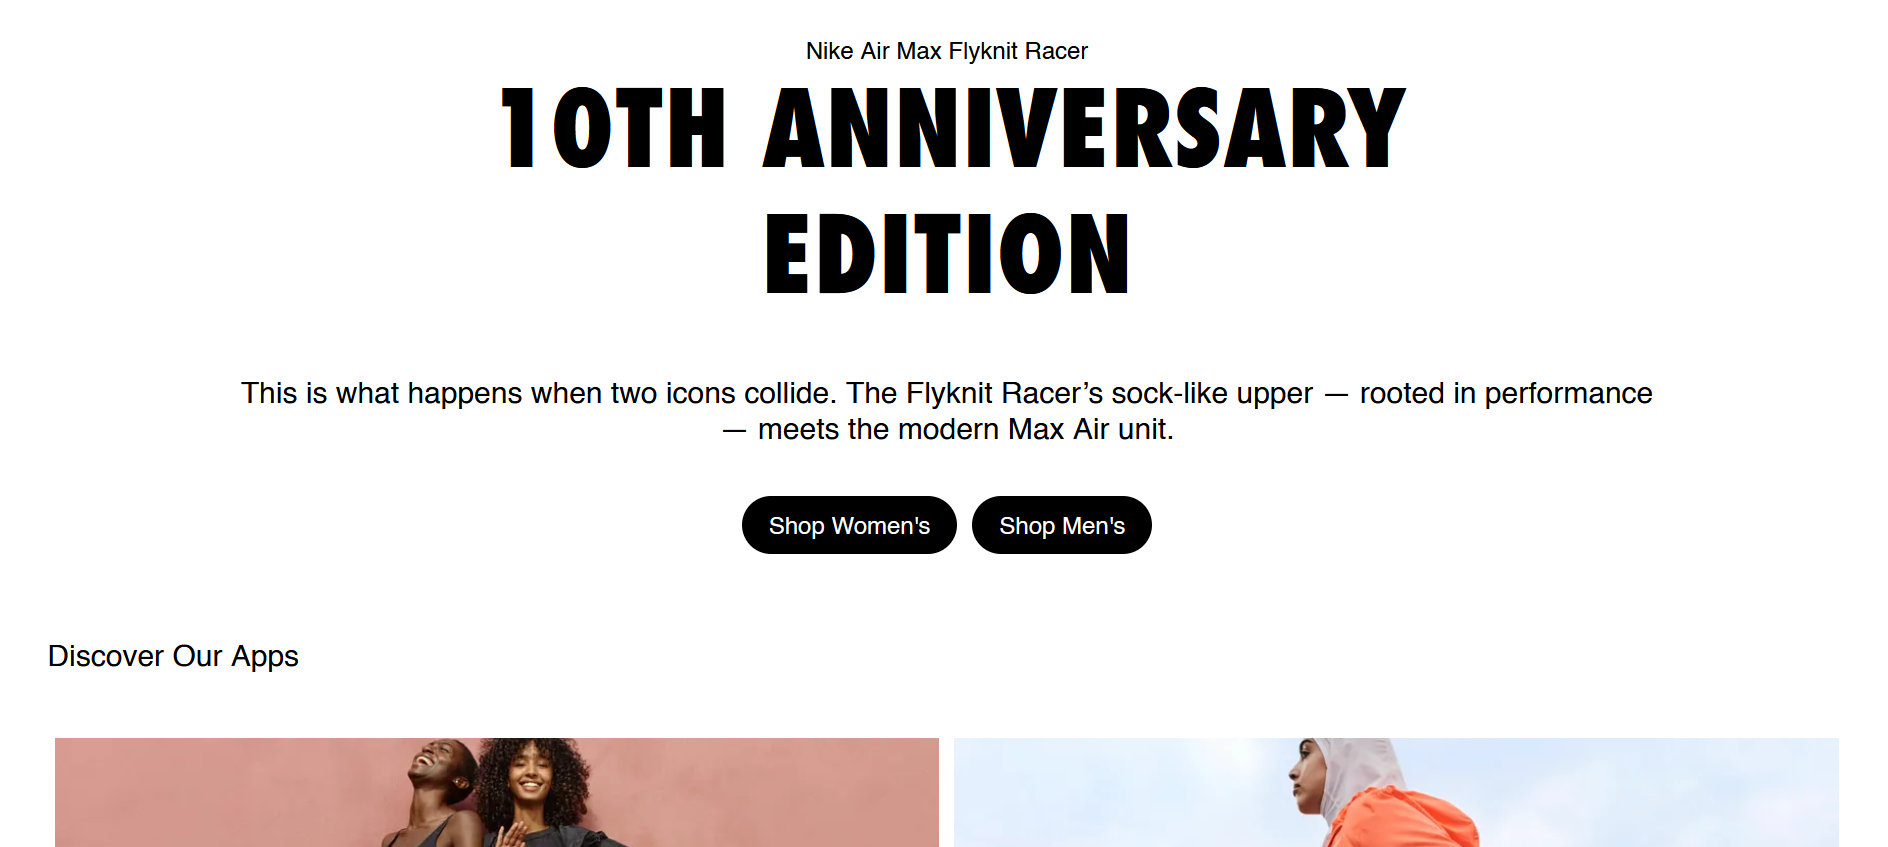 Nike Air Max Flyknit Racer
10TH ANNIVERSARY
EDITION
This is what happens when two icons collide. The Flyknit Racer’s sock-like upper — rooted in performance
— meets the modern Max Air unit.
Shop Women's
Shop Men's
Discover Our Apps